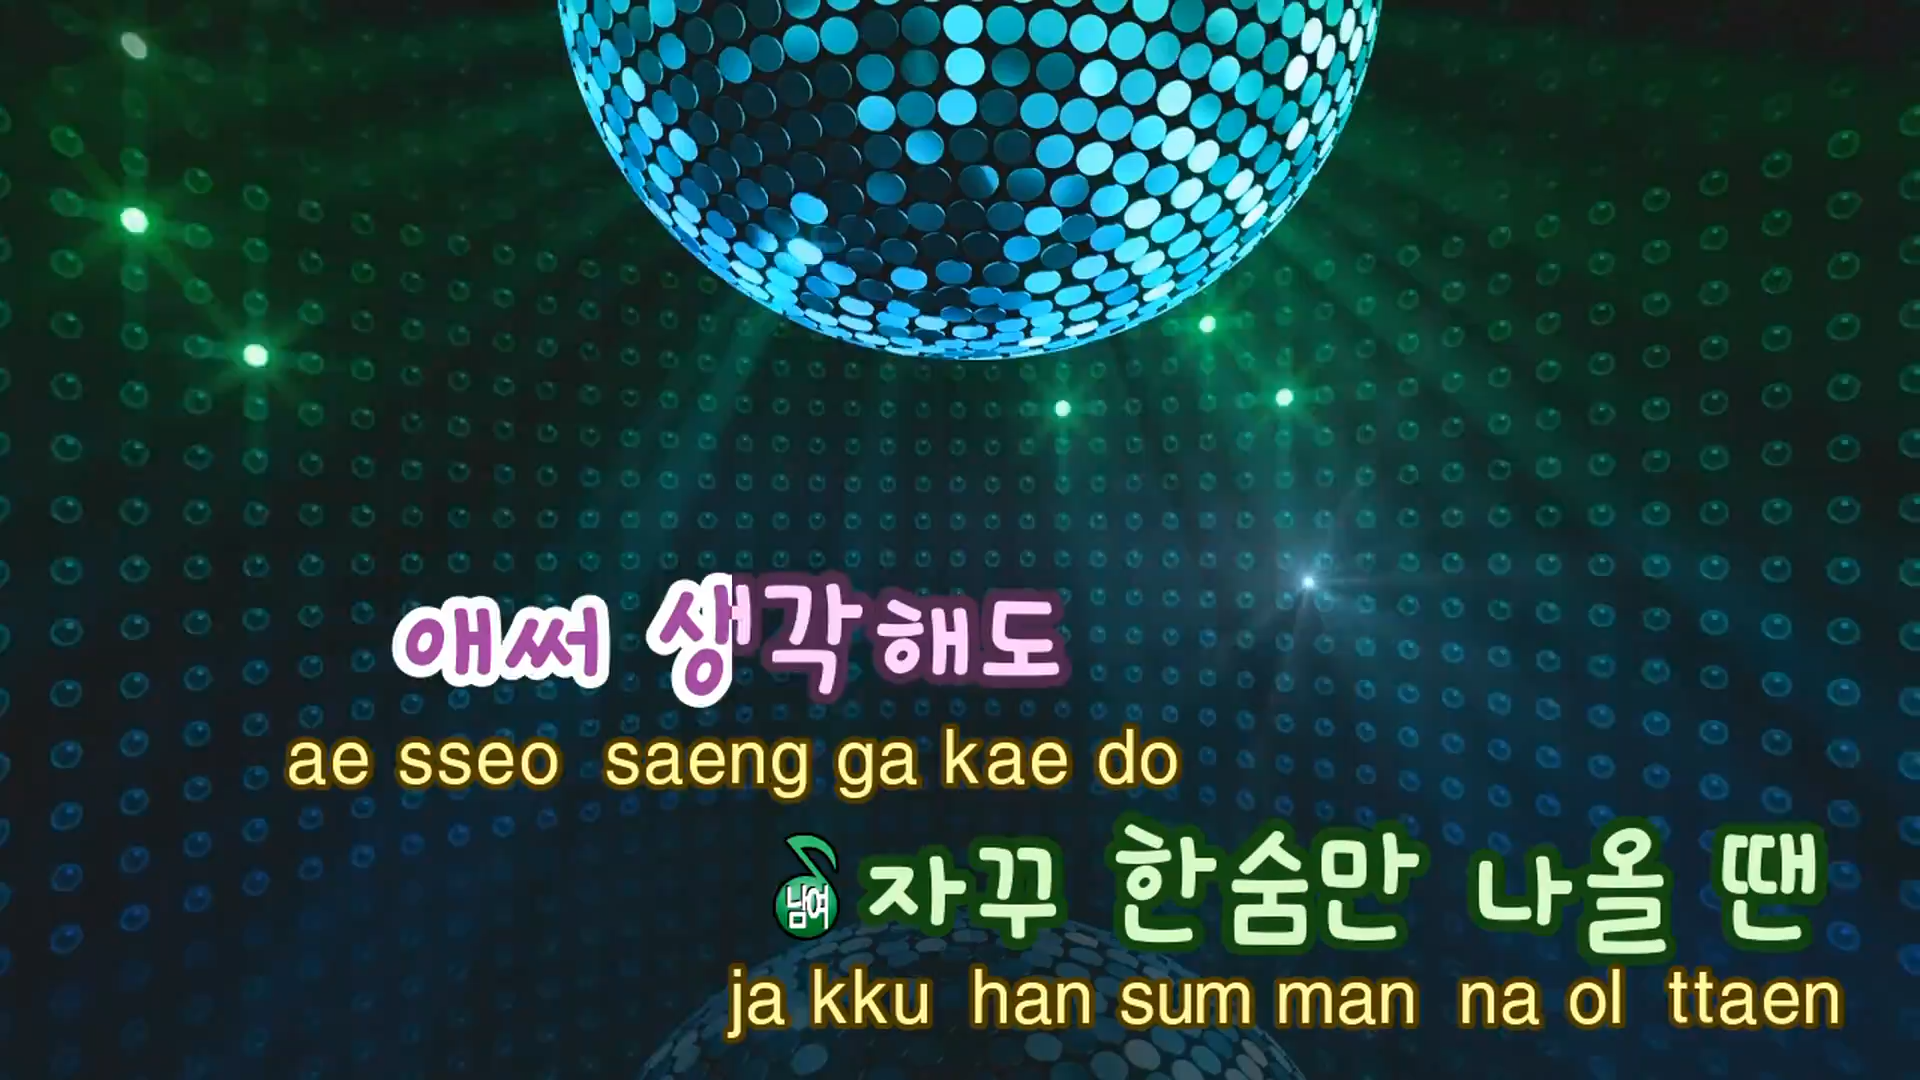 애써 생각해도
ae sseo saeng ga kae do
남여 자꾸 한숨만 나올 땐
ja kku han sum man na ol ttaen